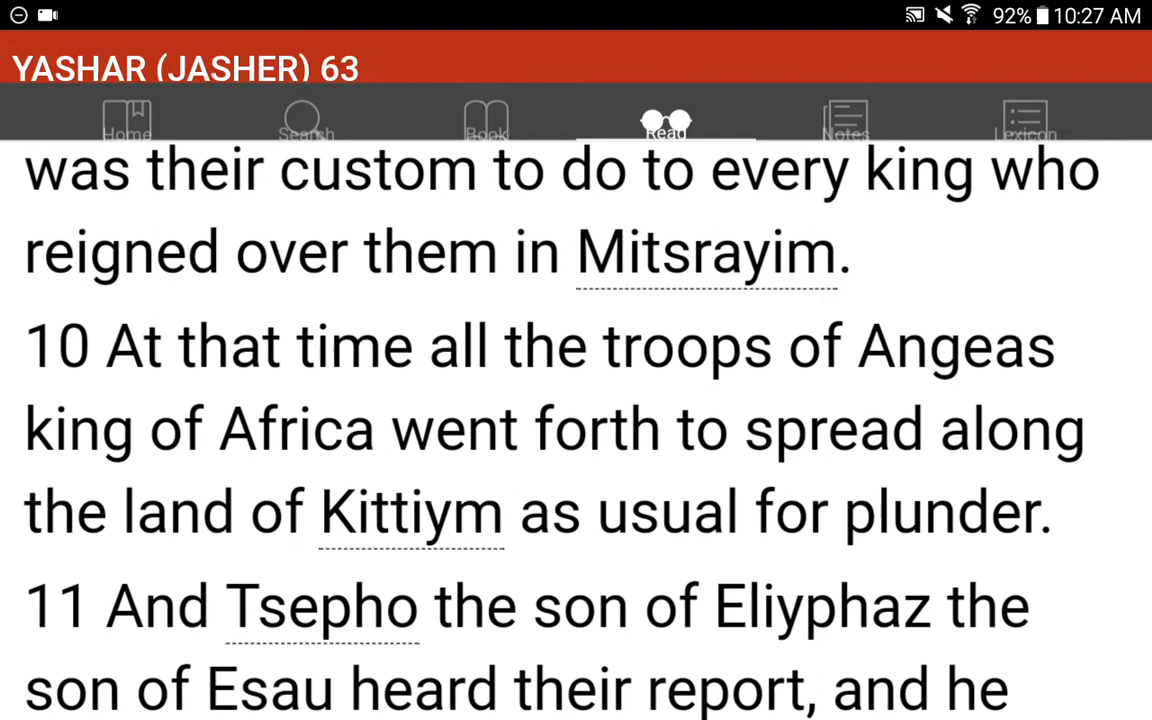 92% 10:27 AM
YASHAR (JASHER) 63
Home Search Book Read Notes Lexicon
was their custom to do to every king who
reigned over them in Mitsrayim.
10 At that time all the troops of Angeas
king of Africa went forth to spread along
the land of Kittiym as usual for plunder.
11 And Tsepho the son of Eliyphaz the
son of Esau heard their report, and he